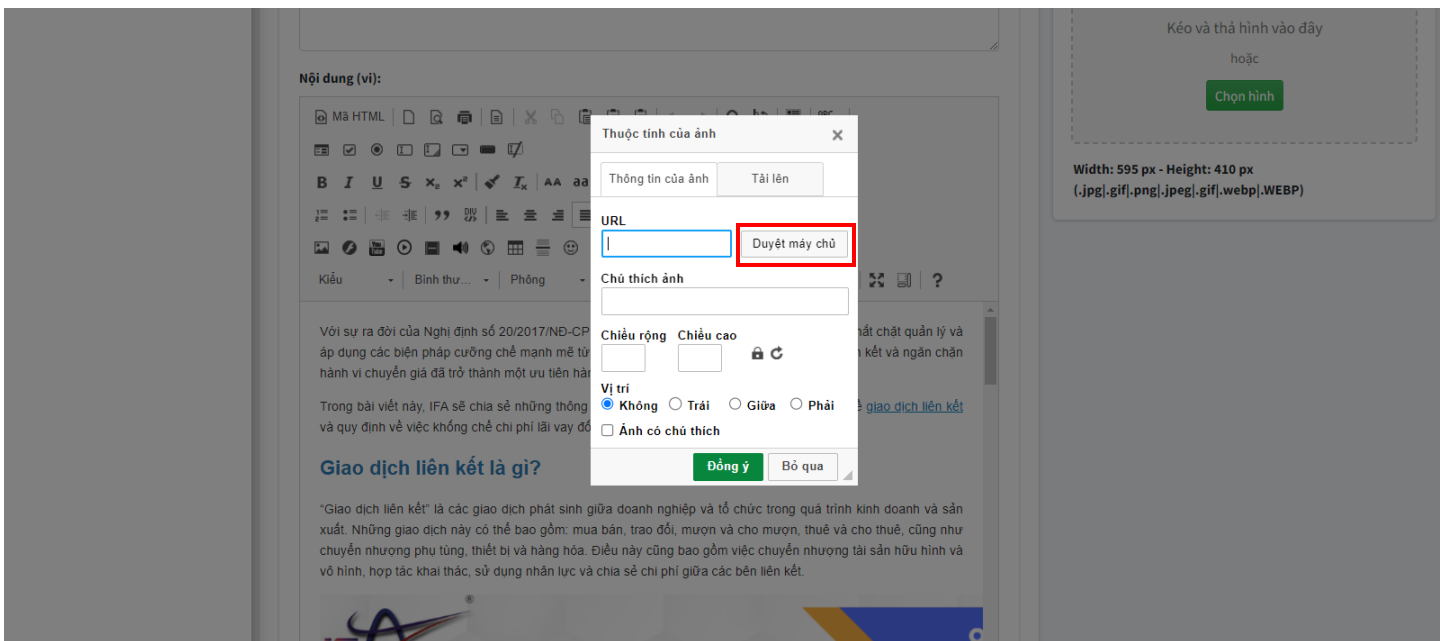 Kéo và thả hình vào đây
hoặc
Chọn hình
Width: 595 px - Height: 410 px
(.jpg|.gif|.png|.jpeg|.gif|.webp|.WEBP)
Nội dung (vi):
Mã HTML
Kiểu
Bình thư...
Phông
Thuộc tính của ảnh
Thông tin của ảnh
Tải lên
URL
Duyệt máy chủ
Chú thích ảnh
Chiều rộng Chiều cao
Vị trí
Không Trái Giữa Phải
Ảnh có chú thích
Đồng ý
Bỏ qua
Với sự ra đời của Nghị định số 20/2017/NĐ-CP chặt quản lý và
áp dụng các biện pháp cưỡng chế mạnh mẽ từ kết và ngăn chặn
hành vi chuyển giá đã trở thành một ưu tiên
Trong bài viết này, IFA sẽ chia sẻ những thông giao dịch liên kết
và quy định về việc khống chế chi phí lãi vay
Giao dịch liên kết là gì?
“Giao dịch liên kết” là các giao dịch phát sinh giữa doanh nghiệp và tổ chức trong quá trình kinh doanh và sản
xuất. Những giao dịch này có thể bao gồm: mua bán, trao đổi, mượn và cho mượn, thuê và cho thuê, cũng như
chuyển nhượng phụ tùng, thiết bị và hàng hóa. Điều này cũng bao gồm việc chuyển nhượng tài sản hữu hình và
vô hình, hợp tác khai thác, sử dụng nhân lực và chia sẻ chi phí giữa các bên liên kết.